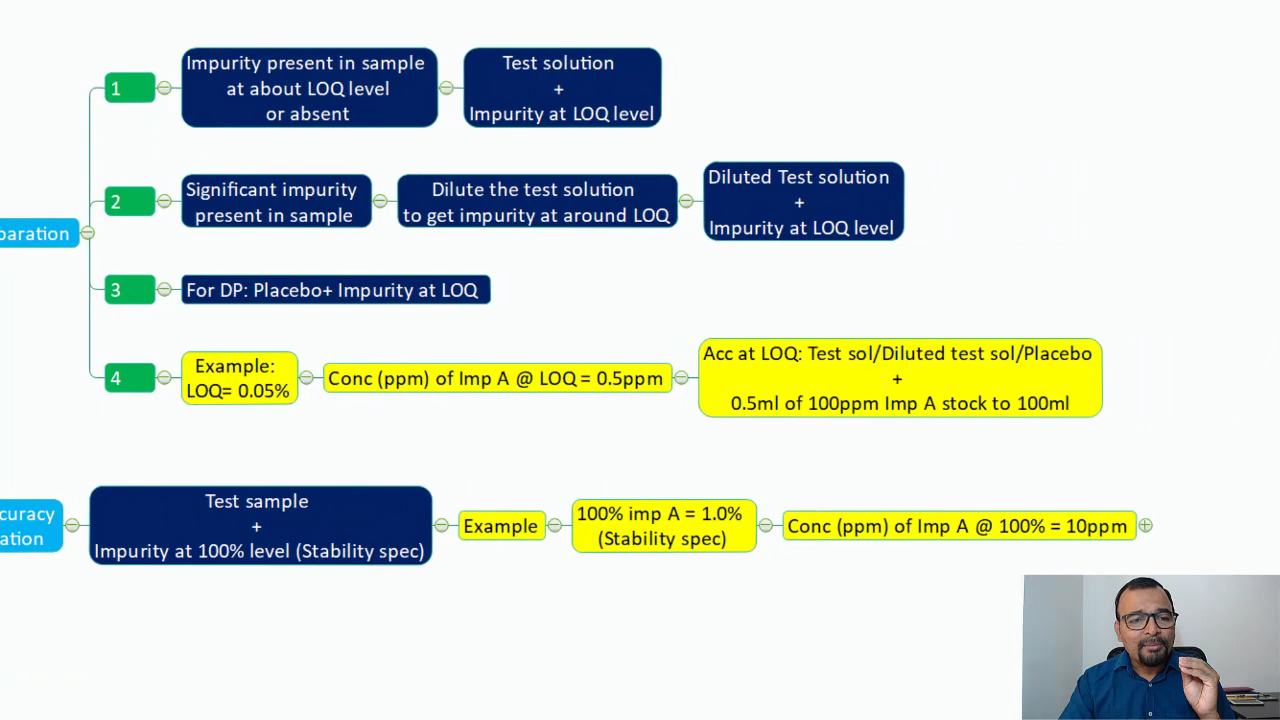 1
Impurity present in sample
at about LOQ level
or absent
Test solution
+
Impurity at LOQ level
2
Significant impurity
present in sample
Dilute the test solution
to get impurity at around LOQ
Diluted Test solution
+
Impurity at LOQ level
paration
3
For DP: Placebo+ Impurity at LOQ
4
Example:
LOQ= 0.05%
Conc (ppm) of Imp A @ LOQ = 0.5ppm
Acc at LOQ: Test sol/Diluted test sol/Placebo
+
0.5ml of 100ppm Imp A stock to 100ml
curacy
ation
Test sample
+
Impurity at 100% level (Stability spec)
Example
100% imp A = 1.0%
(Stability spec)
Conc (ppm) of Imp A @ 100% = 10ppm